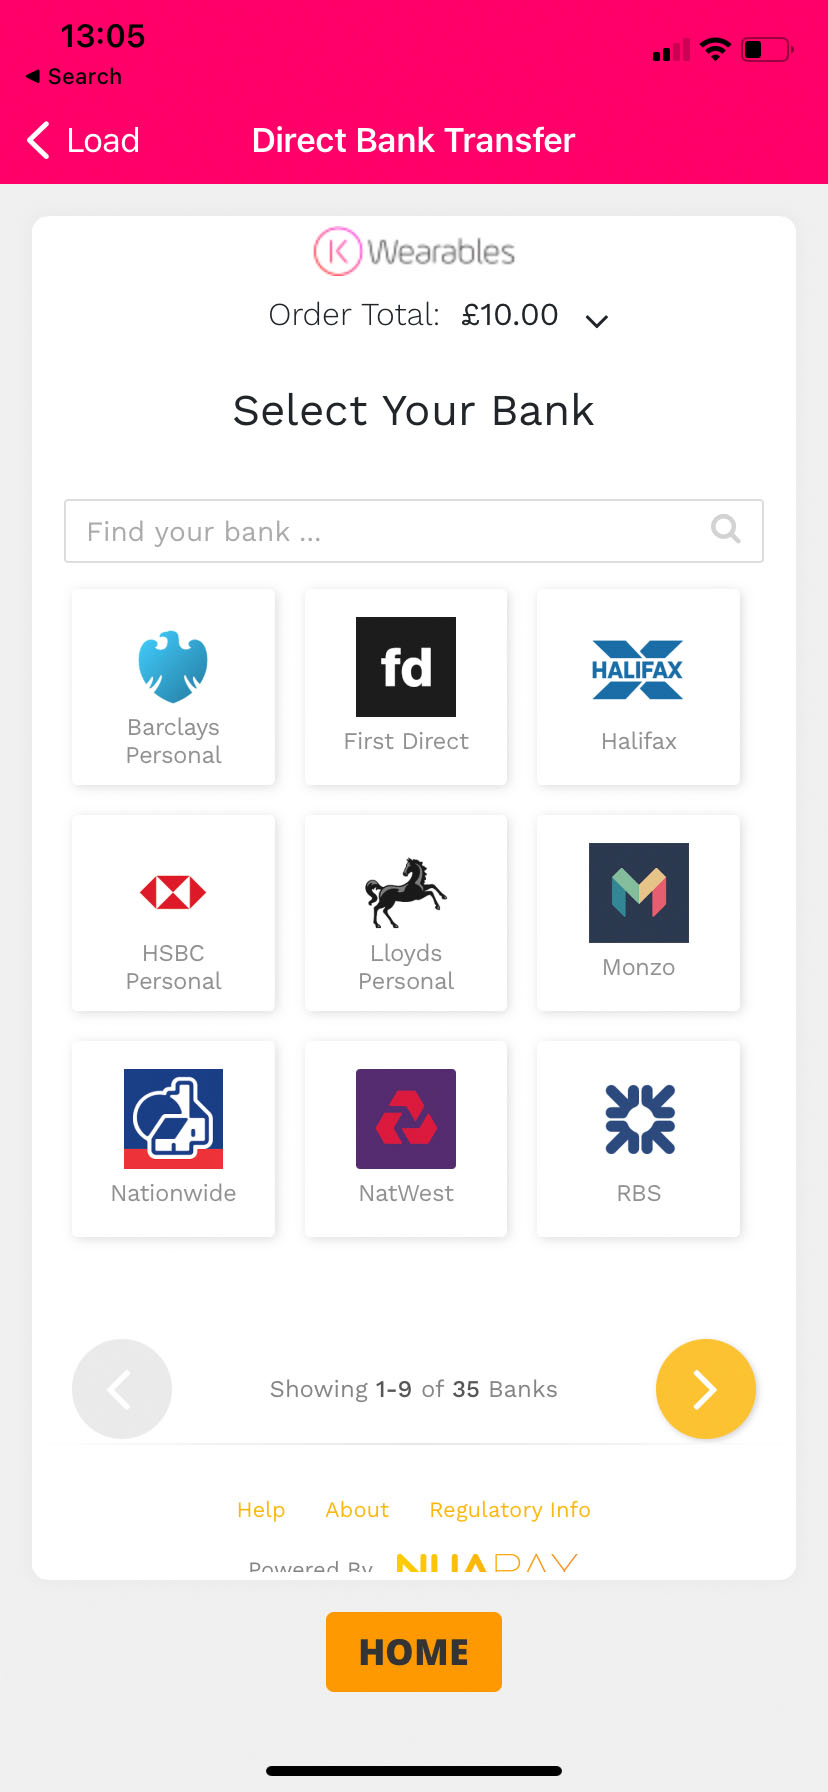 13:05
Search
Load
Direct Bank Transfer
K Wearables
Order Total: £10.00
Select Your Bank
Find your bank ...
fd
HALIFAX
Barclays
Personal
First Direct
Halifax
M
HSBC
Personal
Lloyds
Personal
Monzo
Nationwide
NatWest
RBS
Showing 1-9 of 35 Banks
Help
About
Regulatory Info
Powered By NUAPAY
HOME